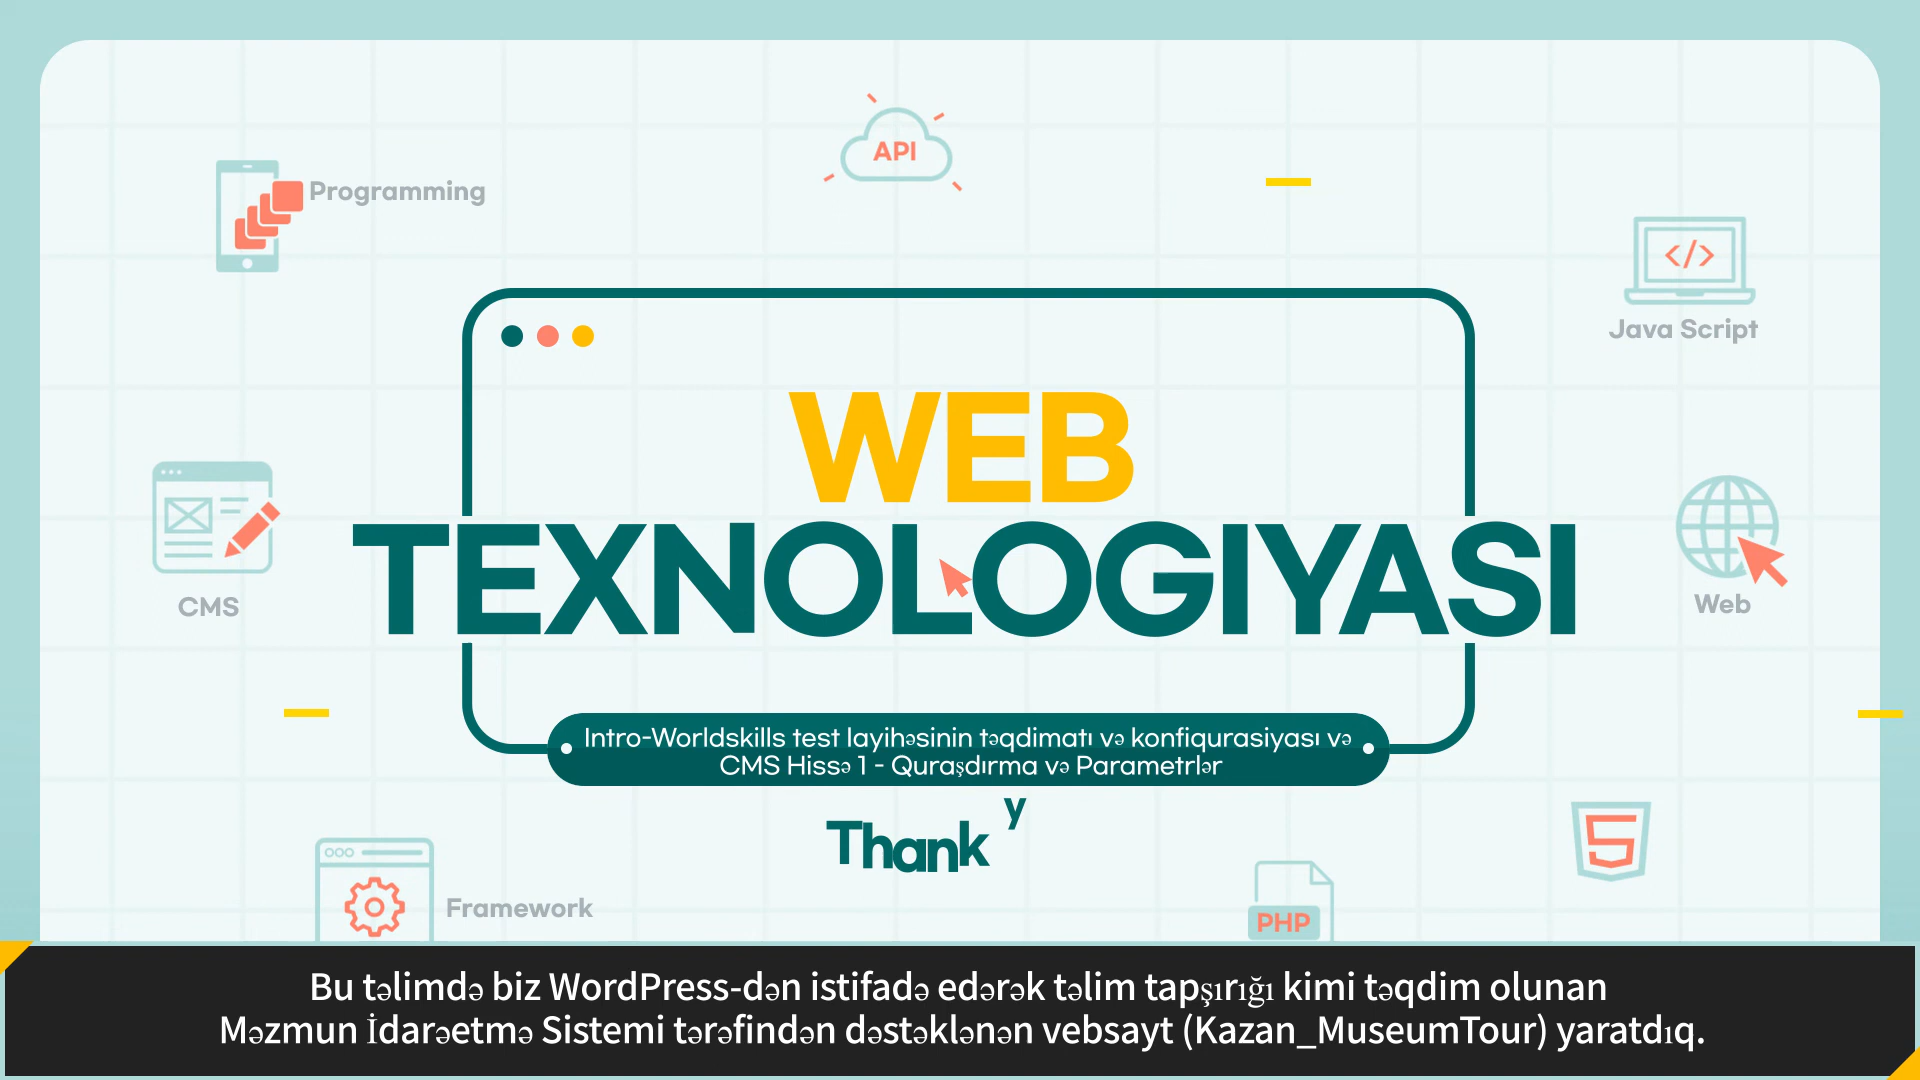 API
Programming
</>
Java Script
WEB
TEXNOLOGIYASI
CMS
Web
Intro-Worldskills test layihəsinin təqdimatı və konfiqurasiyası və
CMS Hissə 1 - Quraşdırma və Parametrlər
Thank y
5
Framework
PHP
Bu təlimdə biz WordPress-dən istifadə edərək təlim tapşırığı kimi təqdim olunan
Məzmun İdarəetmə Sistemi tərəfindən dəstəklənən vebsayt (Kazan_MuseumTour) yaratdıq.